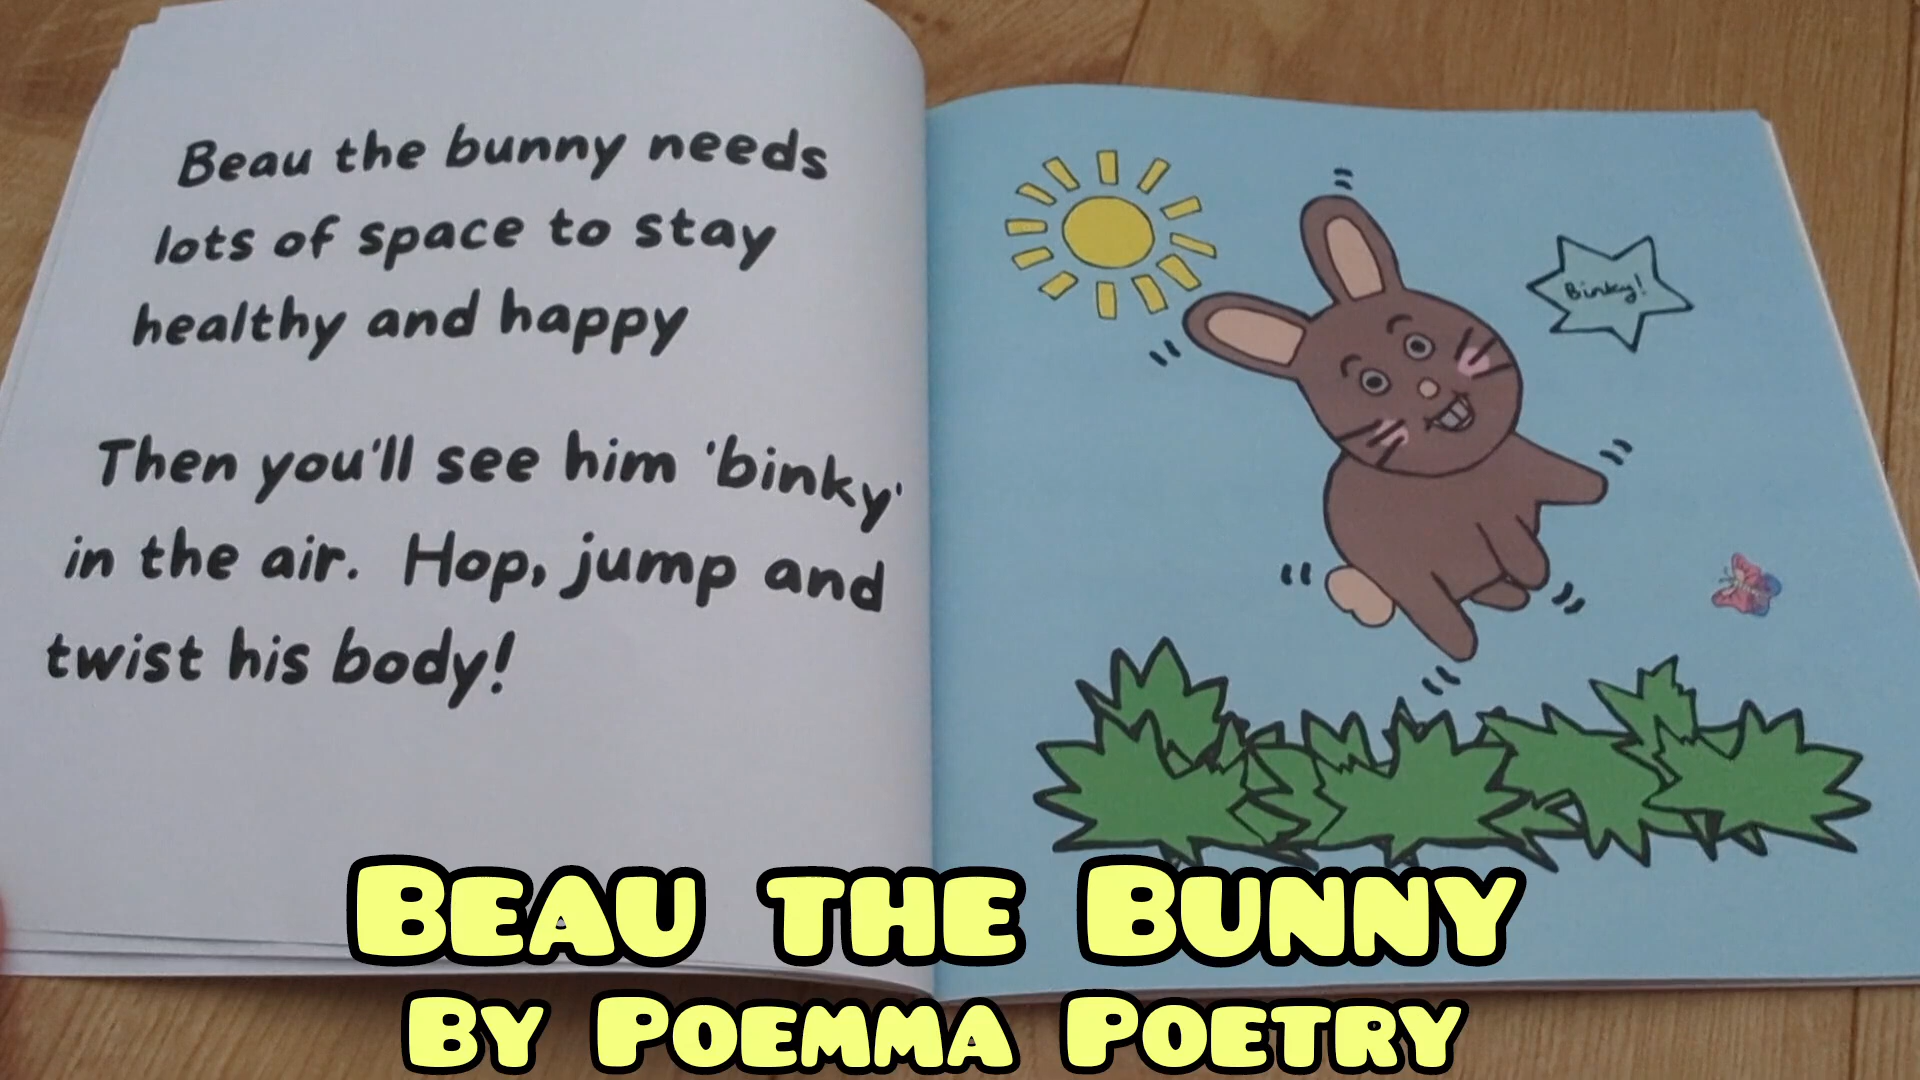 Beau the bunny needs
lots of space to stay
healthy and happy
Then you'll see him 'binky'
in the air. Hop, jump and
twist his body!
Binky!
Beau the Bunny
By Poemma Poetry